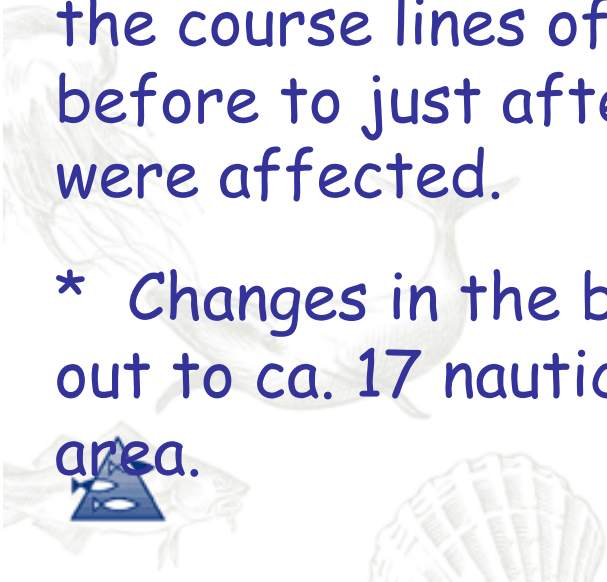 the course lines of
before to just afte
were affected.
* Changes in the b
out to ca. 17 nautic
area.